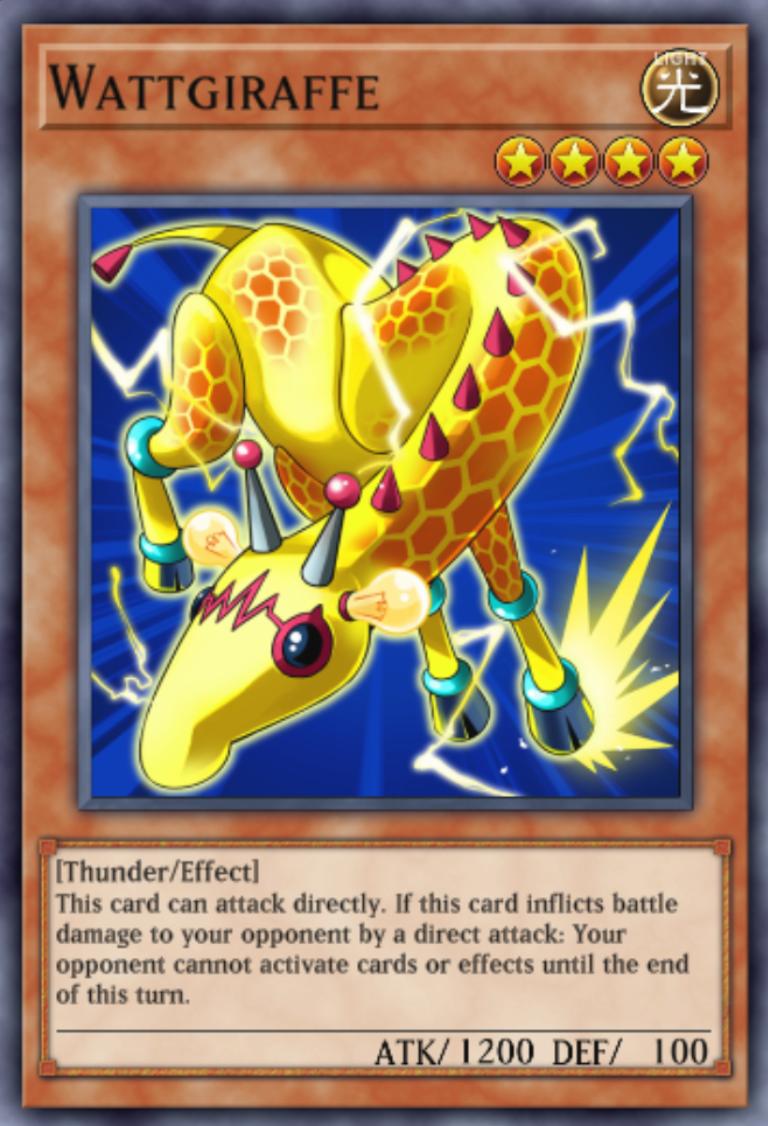 WATTGIRAFFE
LIGHT
光
[Thunder/Effect]
This card can attack directly. If this card inflicts battle
damage to your opponent by a direct attack: Your
opponent cannot activate cards or effects until the end
of this turn.
ATK/ 1200 DEF/ 100